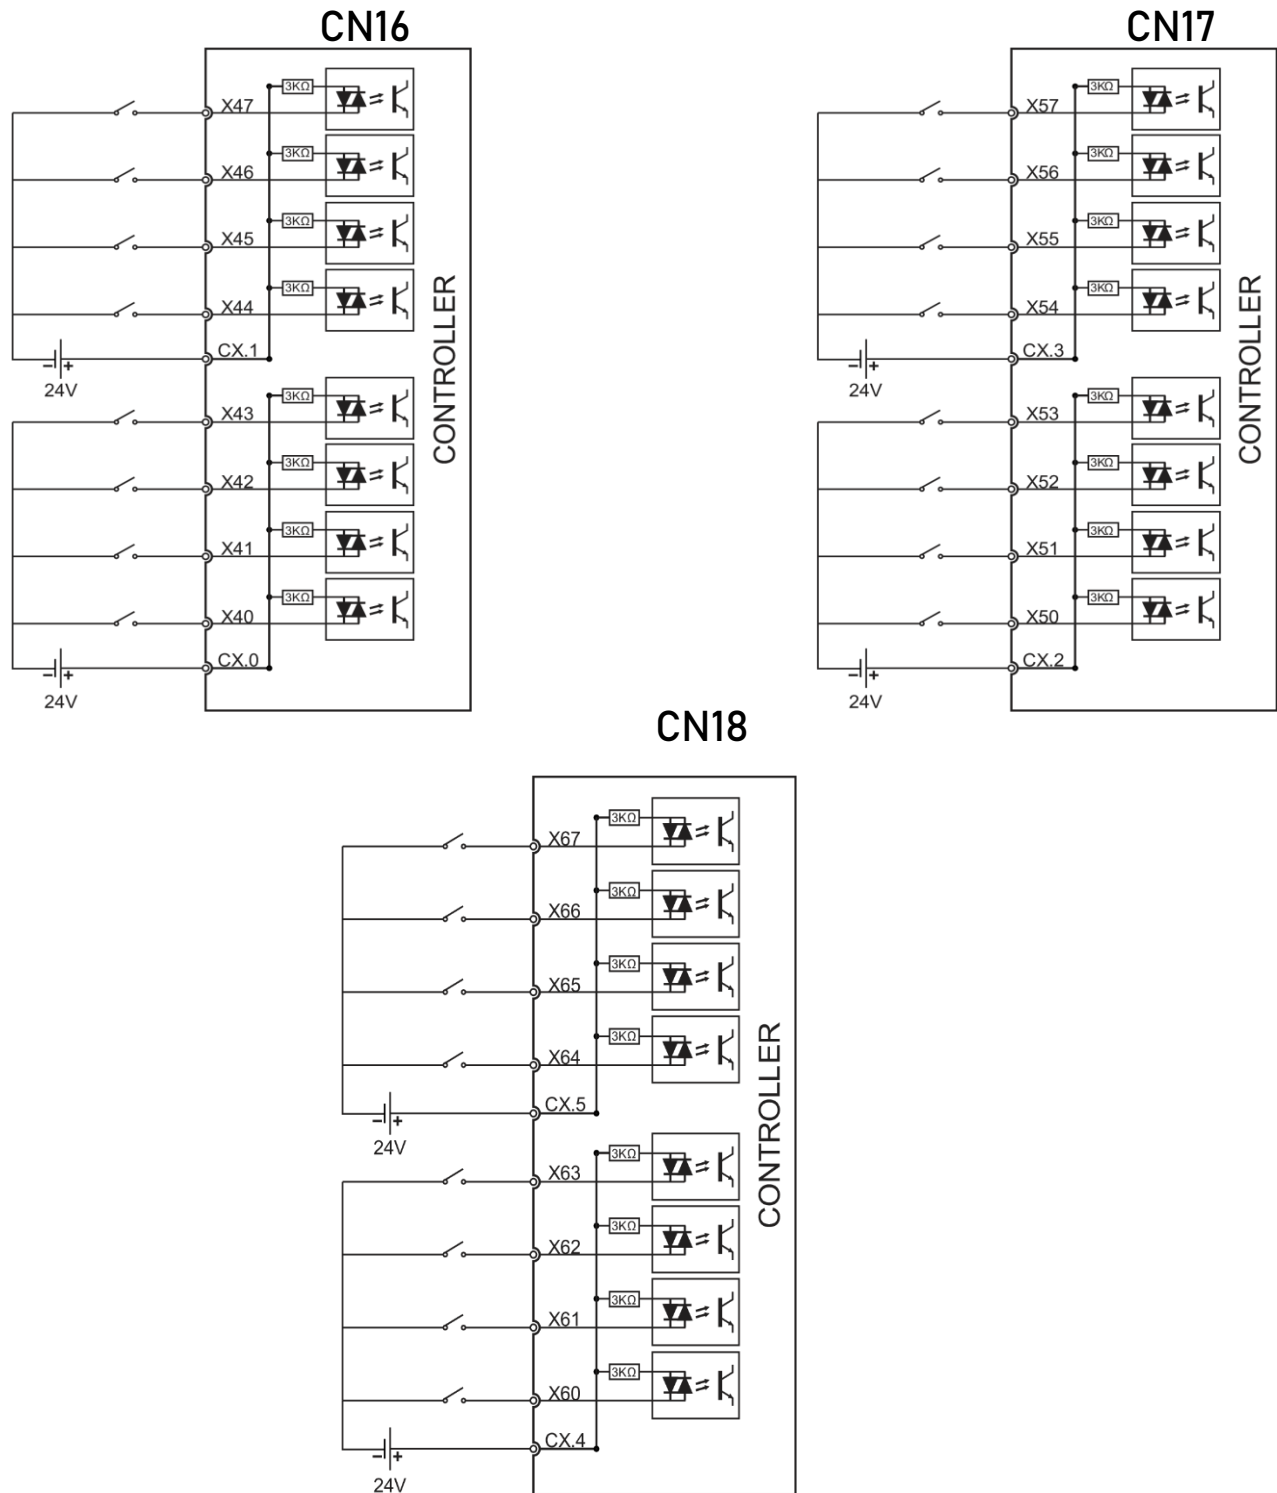 CN16
3KΩ
X47
3KΩ
X46
3KΩ
X45
3KΩ
X44
CX.1
- +
24V
3KΩ
X43
3KΩ
X42
3KΩ
X41
3KΩ
X40
CX.0
- +
24V
CONTROLLER
CN17
3KΩ
X57
3KΩ
X56
3KΩ
X55
3KΩ
X54
CX.3
- +
24V
3KΩ
X53
3KΩ
X52
3KΩ
X51
3KΩ
X50
CX.2
- +
24V
CONTROLLER
CN18
3KΩ
X67
3KΩ
X66
3KΩ
X65
3KΩ
X64
CX.5
- +
24V
3KΩ
X63
3KΩ
X62
3KΩ
X61
3KΩ
X60
CX.4
- +
24V
CONTROLLER